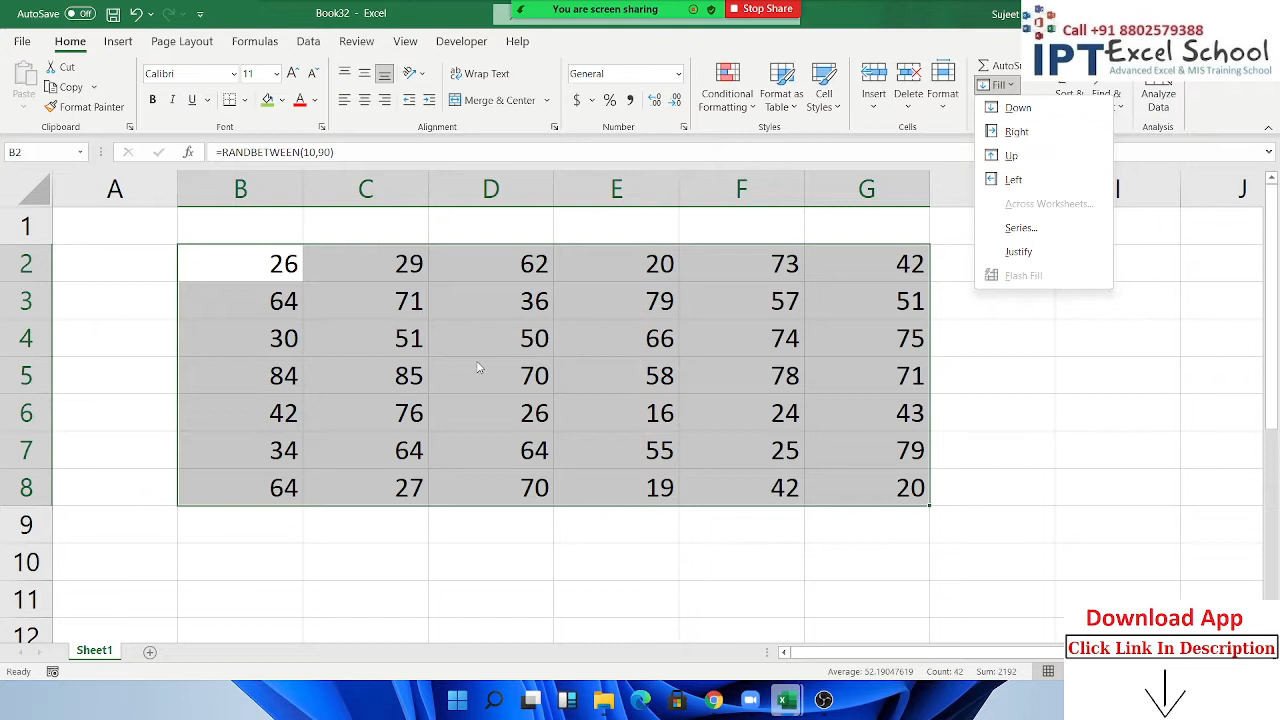 AutoSave Off Book32 - Excel You are screen sharing Stop Share Sujeet
File Home Insert Page Layout Formulas Developer Help
Call +91 8802579388
IPT Excel School
Advanced Excel & MIS Training School
Paste Cut Copy Format Painter Clipboard
Calibri 11 B I U Font
Wrap Text Merge & Center Alignment
General $ % , Number
Conditional Formatting Format as Table Cell Styles Styles
Insert Delete Format Cells
Fill
Analyze Data Analysis
Down
Right
Up
Left
Across Worksheets...
Series...
Justify
Flash Fill
B2 fx =RANDBETWEEN(10,90)
A B C D E F G I J
1
2 26 29 62 20 73 42
3 64 71 36 79 57 51
4 30 51 50 66 74 75
5 84 85 70 58 78 71
6 42 76 26 16 24 43
7 34 64 64 55 25 79
8 64 27 70 19 42 20
9
10
11
12
Download App
Click Link In Description
Sheet1
Ready Average: 52.19047619 Count: 42 Sum: 2192